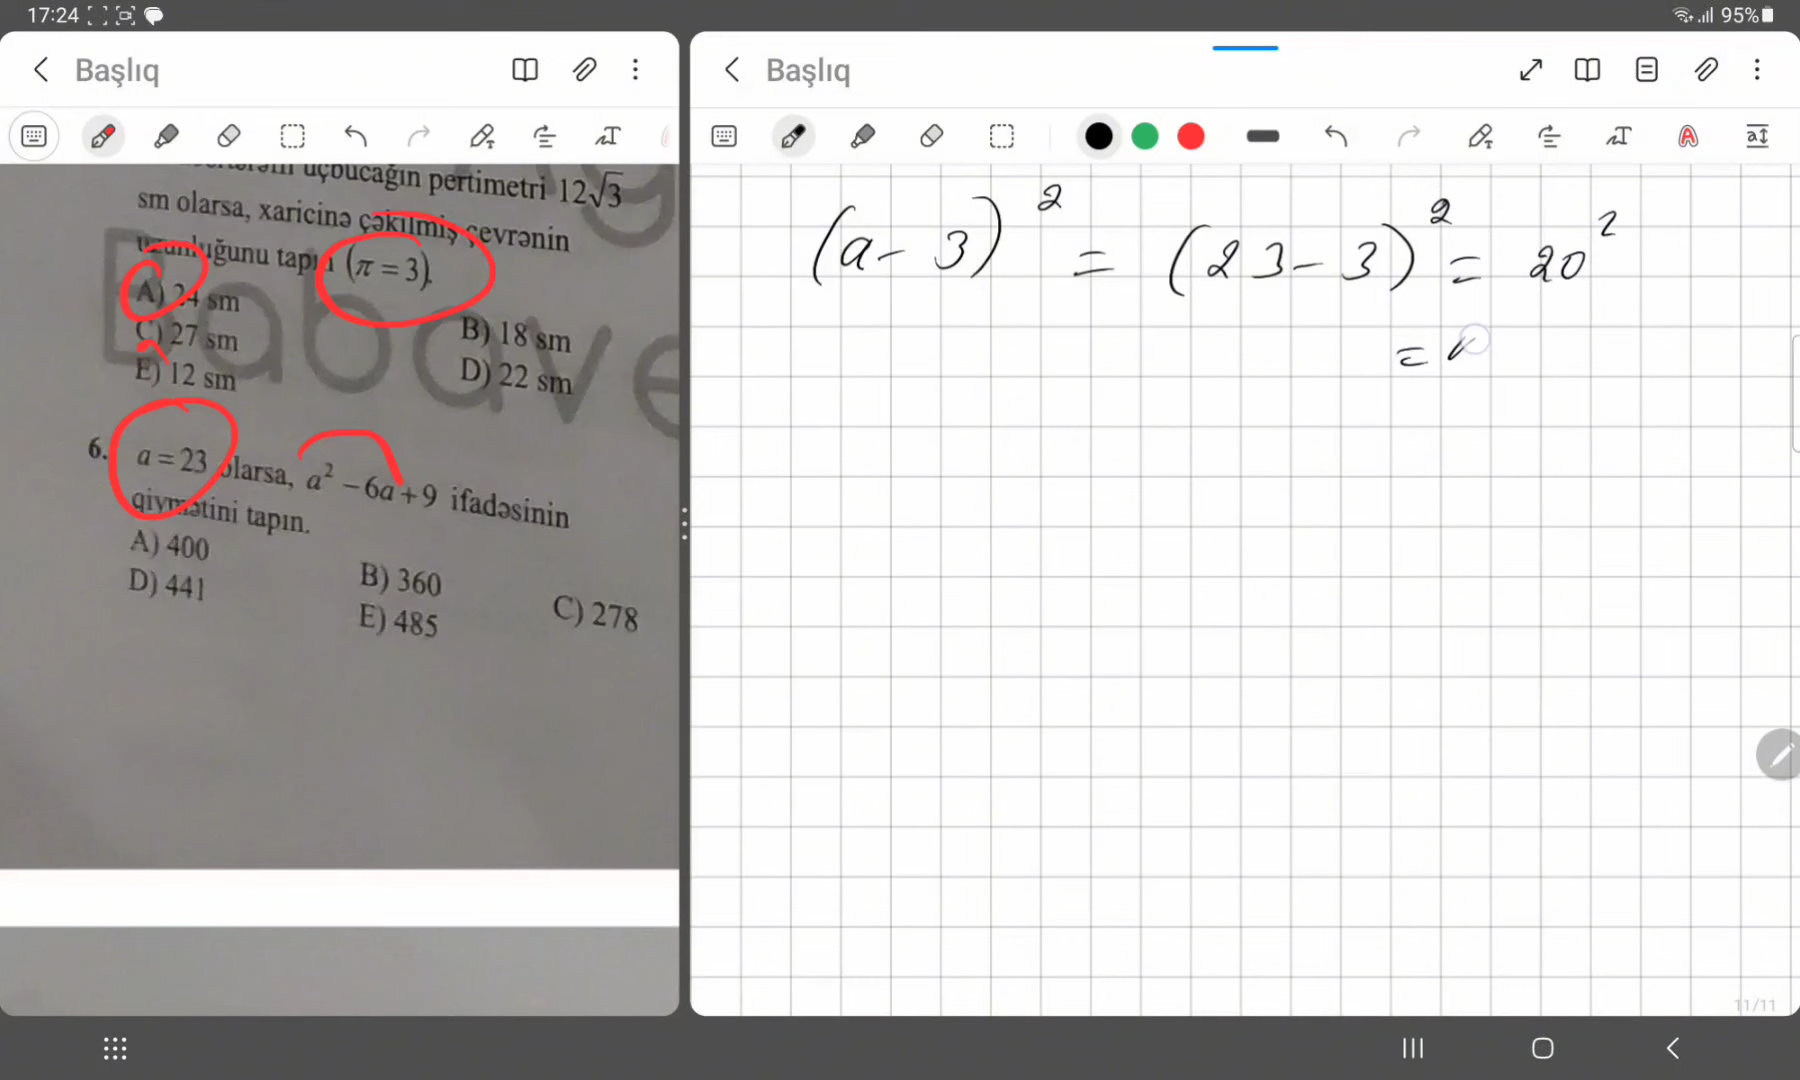 17:24
95%
Başlıq
üçbucağın pertimetri 12√3
sm olarsa, xaricinə çəkilmiş çevrənin
uzunluğunu tapın (π = 3).
A) 24 sm
B) 18 sm
C) 27 sm
D) 22 sm
E) 12 sm
6. a = 23 olarsa, a² − 6a + 9 ifadəsinin
qiymətini tapın.
A) 400
B) 360
C) 278
D) 441
E) 485
Başlıq
(a − 3)² = (23 − 3)² = 20²
=
11/11